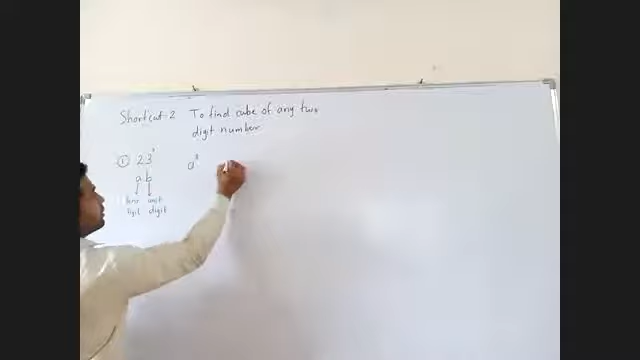 Shortcut-2 To find cube of any two
digit number
① 23³ a³
a b
tens unit
digit digit